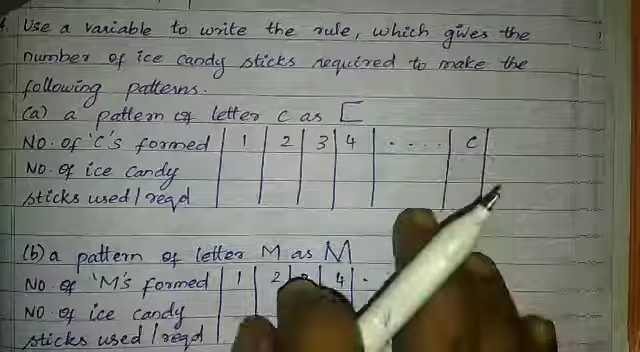 4. Use a variable to write the rule, which gives the
number of ice candy sticks required to make the
following patterns.
(a) a pattern of letter C as [
No. of 'C's formed | 1 | 2 | 3 | 4 | ..... | C |
No. of ice candy
sticks used / reqd
(b) a pattern of letter M as M
No of 'M's formed | 1 | 2 | 3 | 4 | .
No. of ice candy
sticks used / reqd